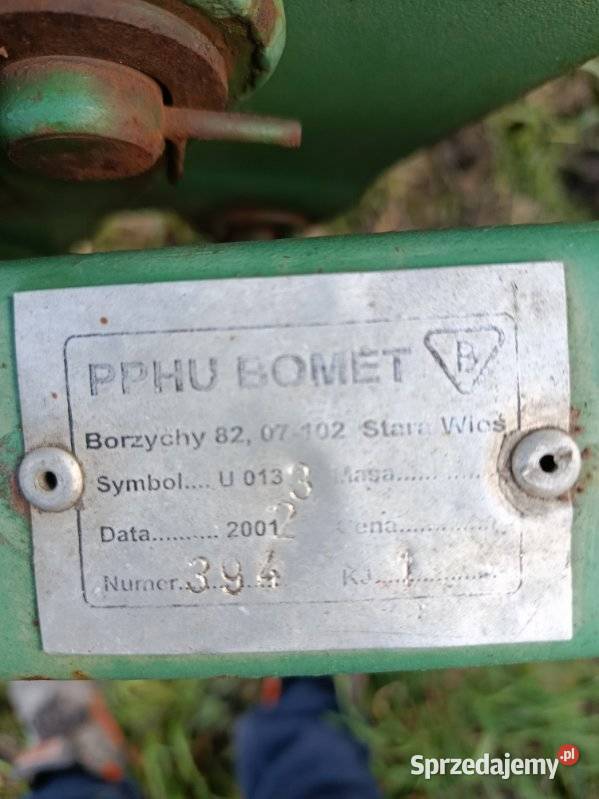 PPHU BOMET B
Borzychy 82, 07-102 Stara Wieś
Symbol.... U 013 3 Masa...........
Data.......... 2001 2 Cena................
Numer..394....... KJ...1..............
Sprzedajemy.pl